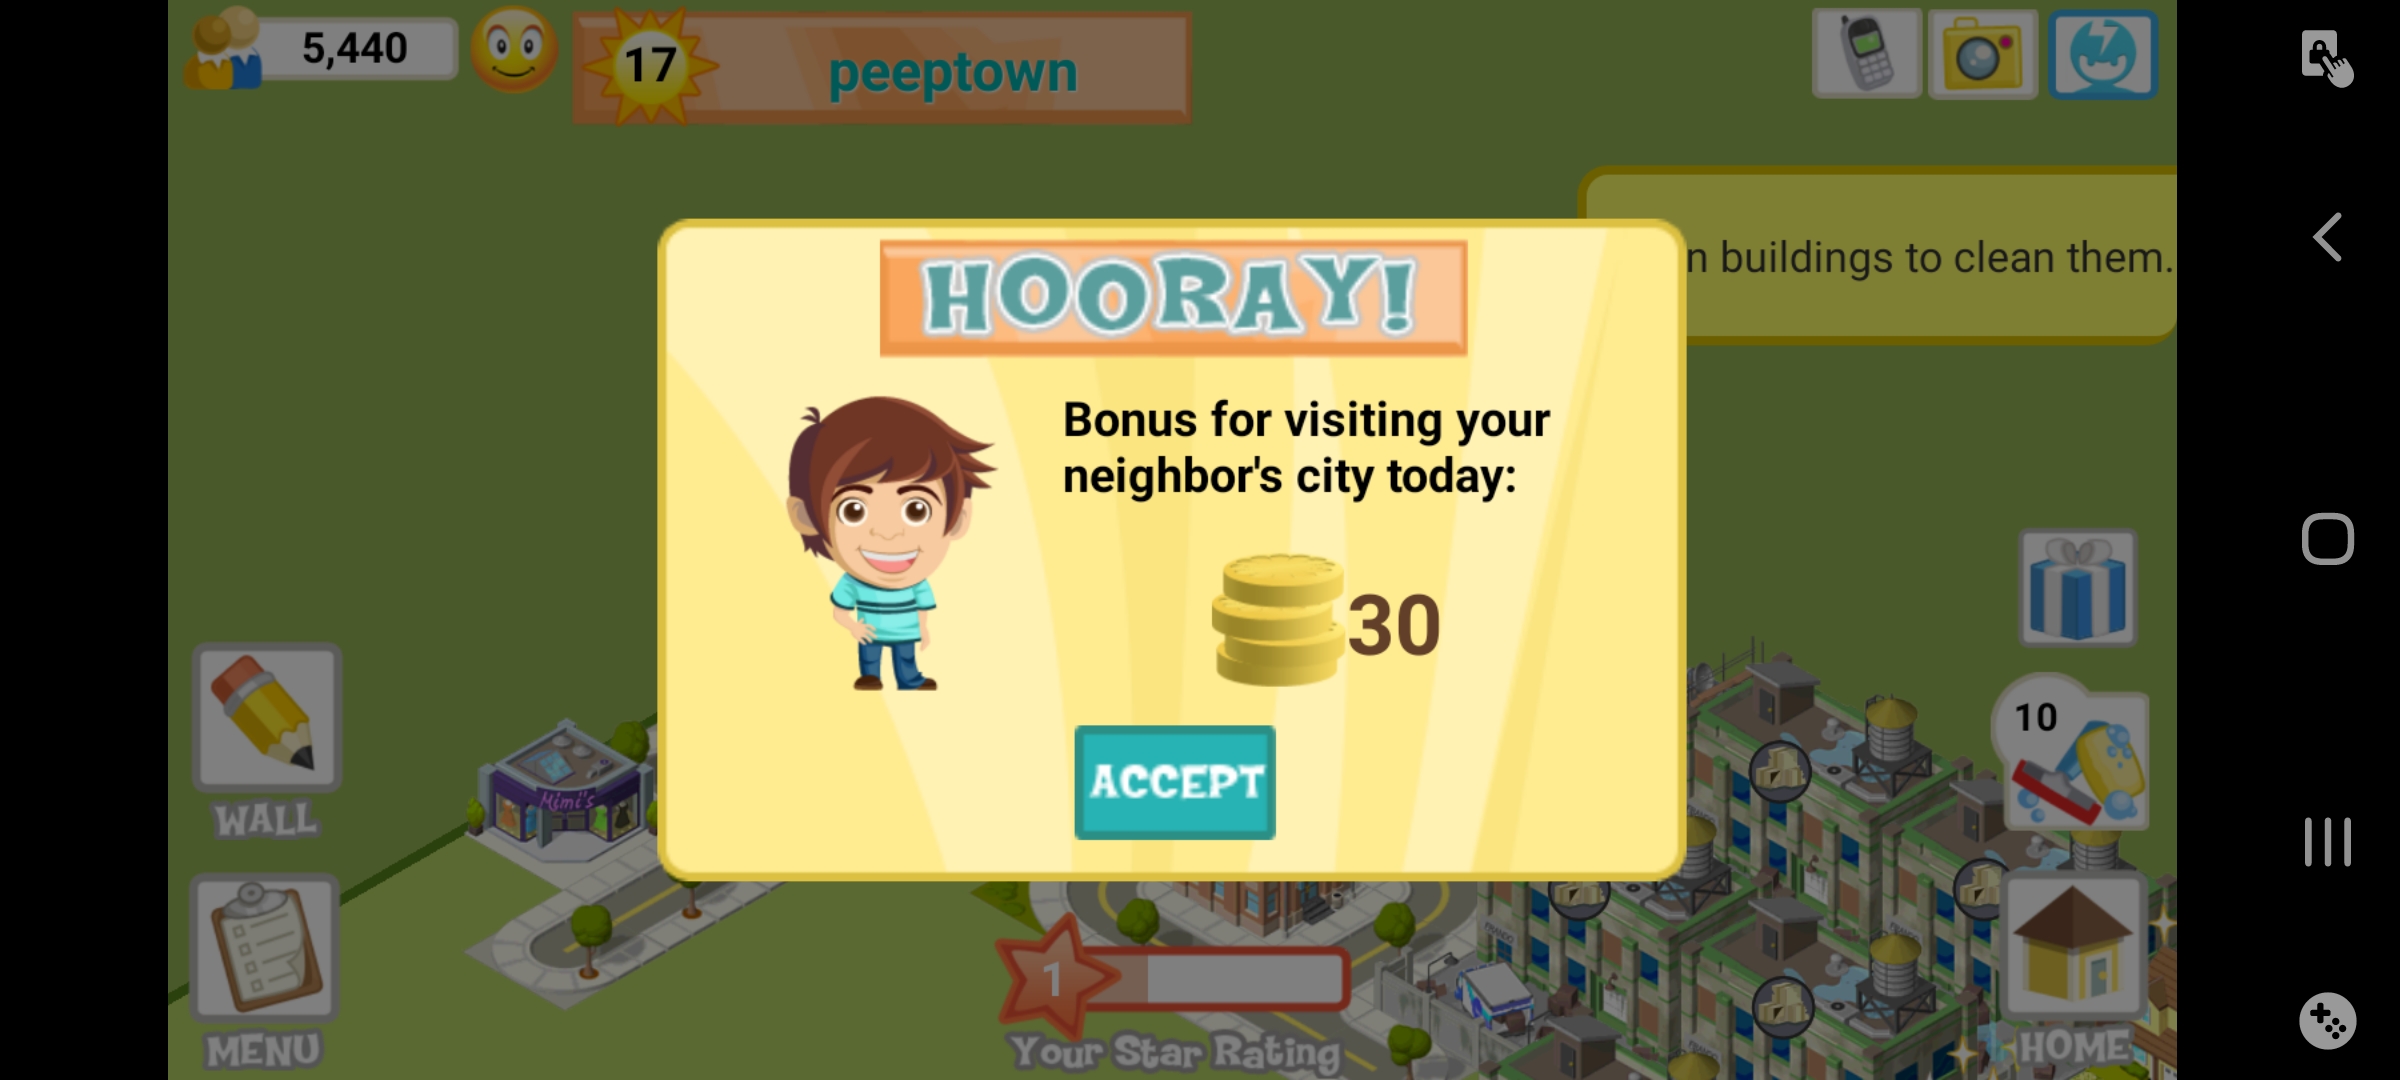 5,440
17
peeptown
n buildings to clean them.
HOORAY!
Bonus for visiting your
neighbor's city today:
30
ACCEPT
10
WALL
Mimi's
MENU
1
Your Star Rating
HOME